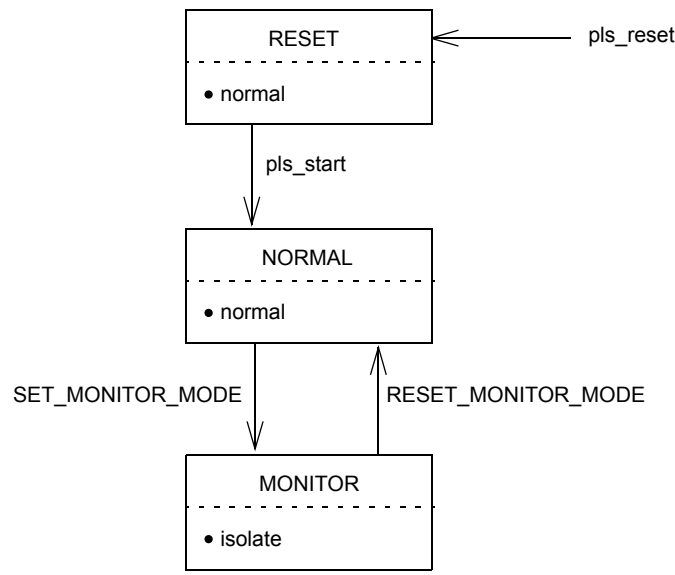 RESET
pls_reset
• normal
pls_start
NORMAL
• normal
SET_MONITOR_MODE
RESET_MONITOR_MODE
MONITOR
• isolate